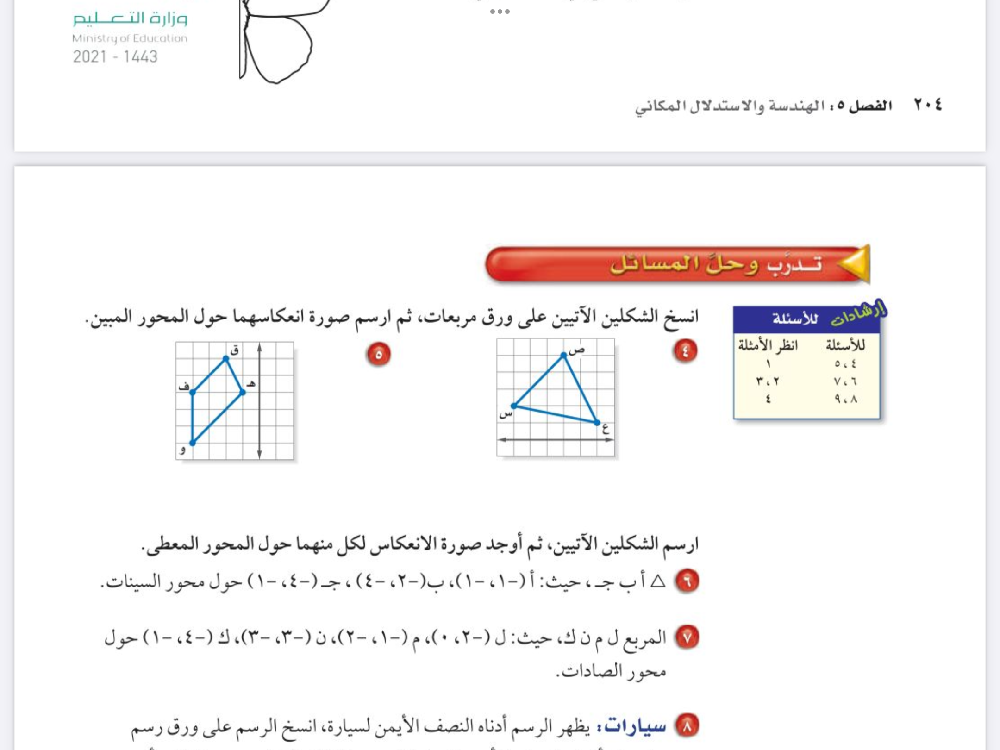 وزارة التعليم
Ministry of Education
2021 - 1443
٢٠٤ الفصل ٥: الهندسة والاستدلال المكاني
تدرَّب وحلَّ المسائل
إرشادات للأسئلة
للأسئلة انظر الأمثلة
٤، ٥ ١
٦، ٧ ٢، ٣
٨، ٩ ٤
انسخ الشكلين الآتيين على ورق مربعات، ثم ارسم صورة انعكاسهما حول المحور المبين.
٤
ص
س
ع
٥
ق
ف
هـ
و
ارسم الشكلين الآتيين، ثم أوجد صورة الانعكاس لكل منهما حول المحور المعطى.
٦ △ أ ب جـ، حيث: أ (-١، -١)، ب(-٢، -٤)، جـ (-٤، -١) حول محور السينات.
٧ المربع ل م ن ك، حيث: ل (-٢، ٠)، م (-١، -٢)، ن (-٣، -٣)، ك (-٤، -١) حول
محور الصادات.
٨ سيارات: يظهر الرسم أدناه النصف الأيمن لسيارة، انسخ الرسم على ورق رسم